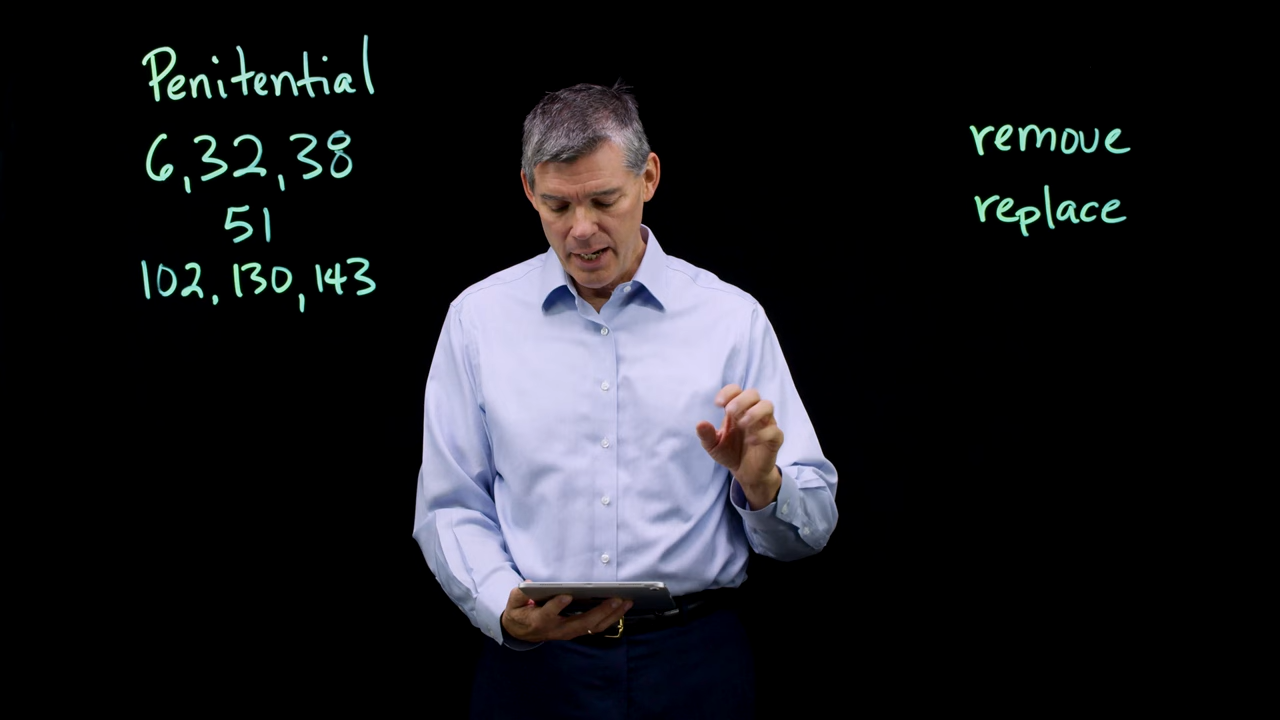 Penitential
6, 32, 38
51
102, 130, 143
remove
replace